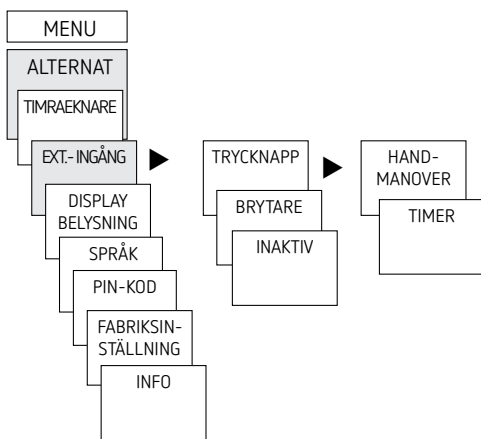 MENU
ALTERNAT
TIMRAEKNARE
EXT.- INGÅNG
DISPLAY
BELYSNING
SPRÅK
PIN-KOD
FABRIKSIN-
STÄLLNING
INFO
TRYCKNAPP
BRYTARE
INAKTIV
HAND-
MANOVER
TIMER